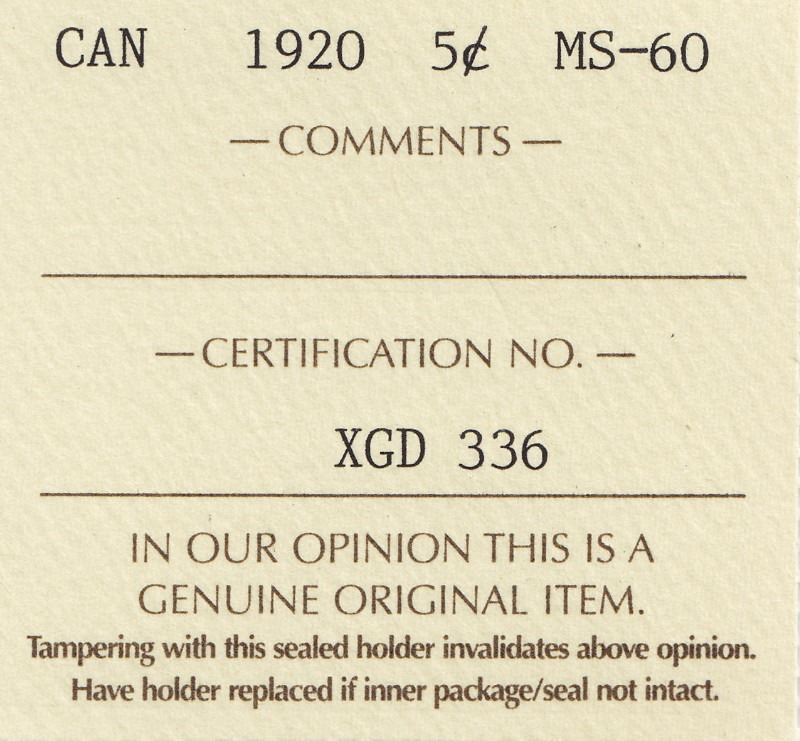 CAN 1920 5¢ MS-60
— COMMENTS —
— CERTIFICATION NO. —
XGD 336
IN OUR OPINION THIS IS A
GENUINE ORIGINAL ITEM.
Tampering with this sealed holder invalidates above opinion.
Have holder replaced if inner package/seal not intact.